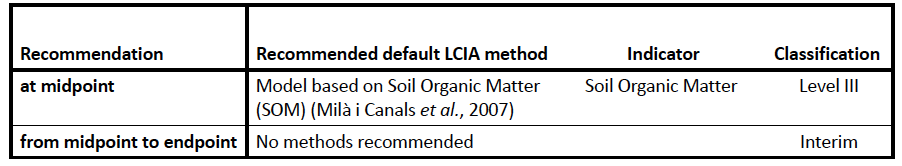 Recommendation Recommended default LCIA method Indicator Classification
at midpoint Model based on Soil Organic Matter Soil Organic Matter Level III
(SOM) (Milà i Canals et al., 2007)
from midpoint to endpoint No methods recommended Interim